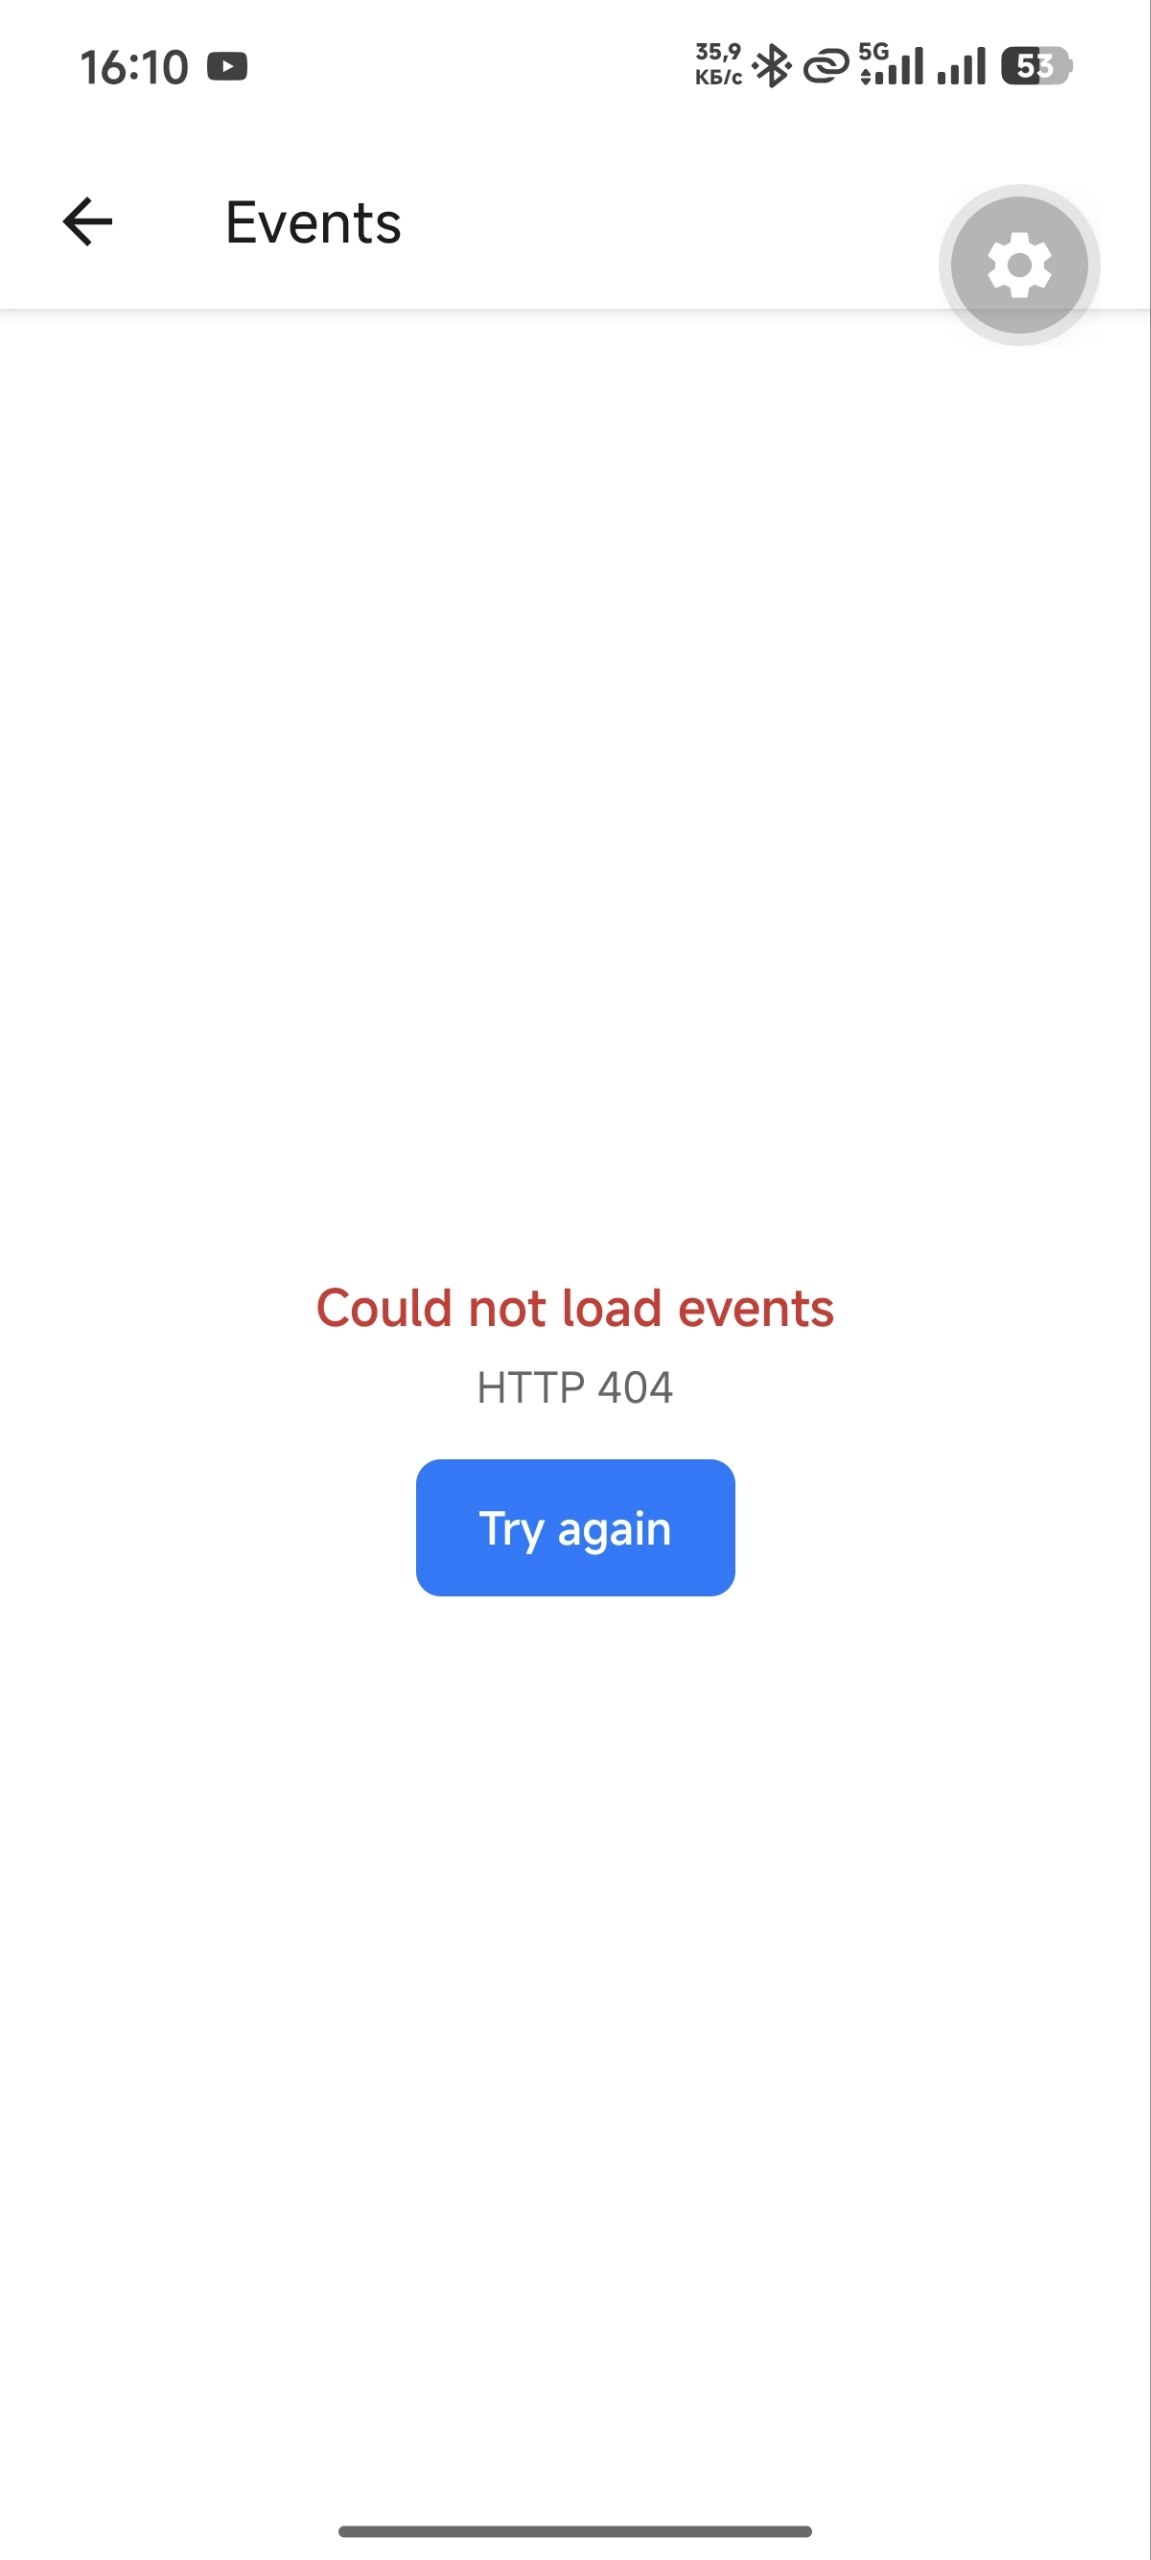 16:10
35,9
КБ/с
5G
53
Events
Could not load events
HTTP 404
Try again